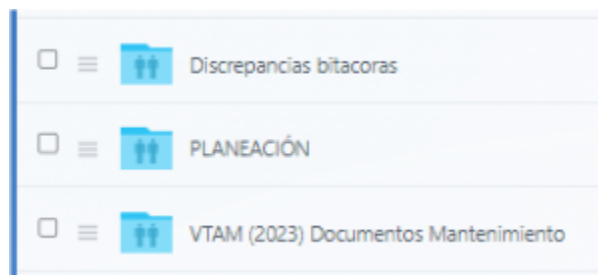 Discrepancias bitacoras
PLANEACIÓN
VTAM (2023) Documentos Mantenimiento